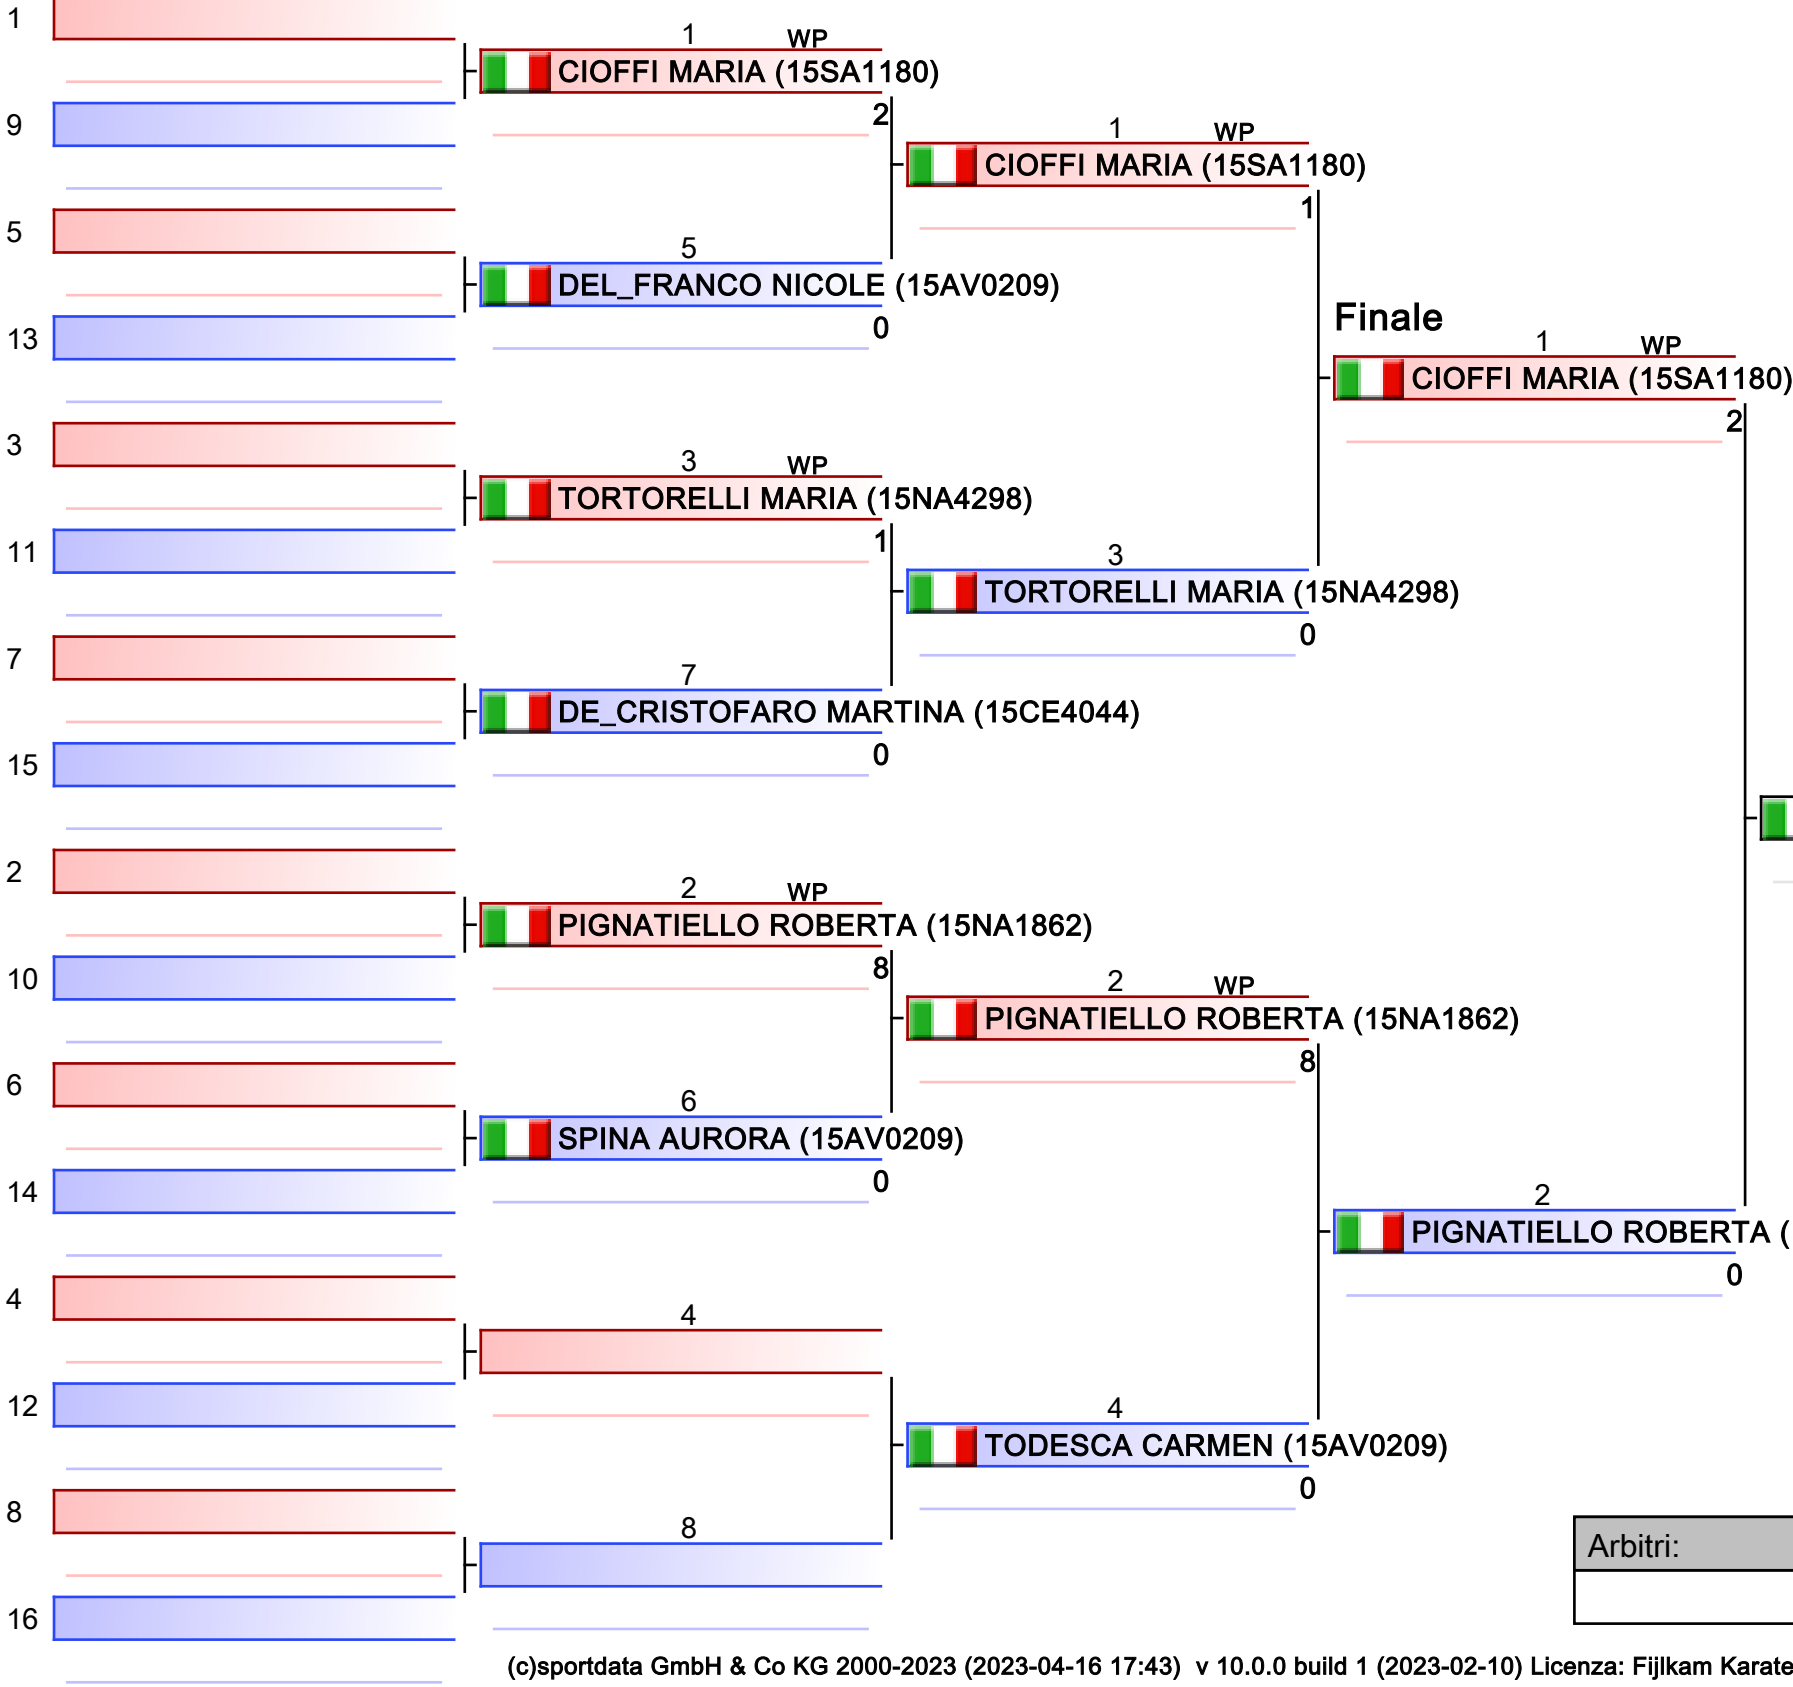 1
9
5
13
3
11
7
15
2
10
6
14
4
12
8
16
1 WP
CIOFFI MARIA (15SA1180)
2
5
DEL_FRANCO NICOLE (15AV0209)
0
3 WP
TORTORELLI MARIA (15NA4298)
1
7
DE_CRISTOFARO MARTINA (15CE4044)
0
2 WP
PIGNATIELLO ROBERTA (15NA1862)
8
6
SPINA AURORA (15AV0209)
0
4
8
1 WP
CIOFFI MARIA (15SA1180)
1
3
TORTORELLI MARIA (15NA4298)
0
2 WP
PIGNATIELLO ROBERTA (15NA1862)
8
4
TODESCA CARMEN (15AV0209)
0
Finale
1 WP
CIOFFI MARIA (15SA1180)
2
2
PIGNATIELLO ROBERTA (
0
Arbitri:
(c)sportdata GmbH & Co KG 2000-2023 (2023-04-16 17:43) v 10.0.0 build 1 (2023-02-10) Licenza: Fijlkam Karate